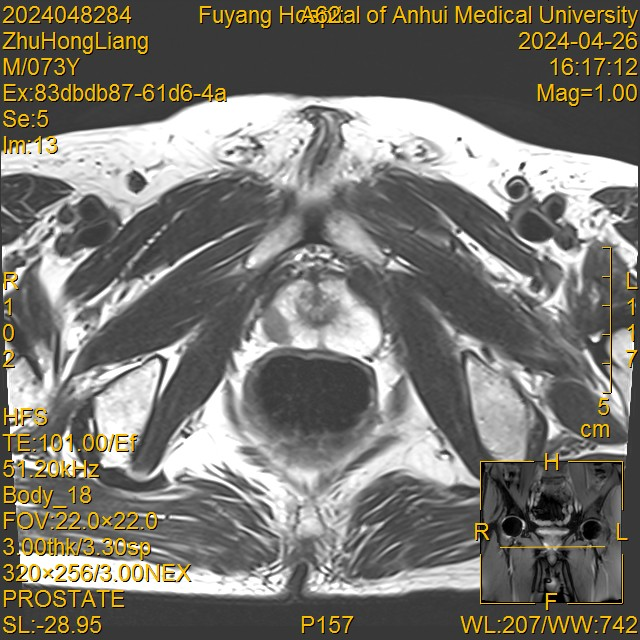 2024048284
ZhuHongLiang
M/073Y
Ex:83dbdb87-61d6-4a
Se:5
Im:13
Fuyang Hospital of Anhui Medical University
2024-04-26
16:17:12
Mag=1.00
R
1
0
2
L
1
1
7
5
cm
HFS
TE:101.00/Ef
51.20kHz
Body_18
FOV:22.0×22.0
3.00thk/3.30sp
320×256/3.00NEX
PROSTATE
SL:-28.95
P157
H
R
L
F
WL:207/WW:742